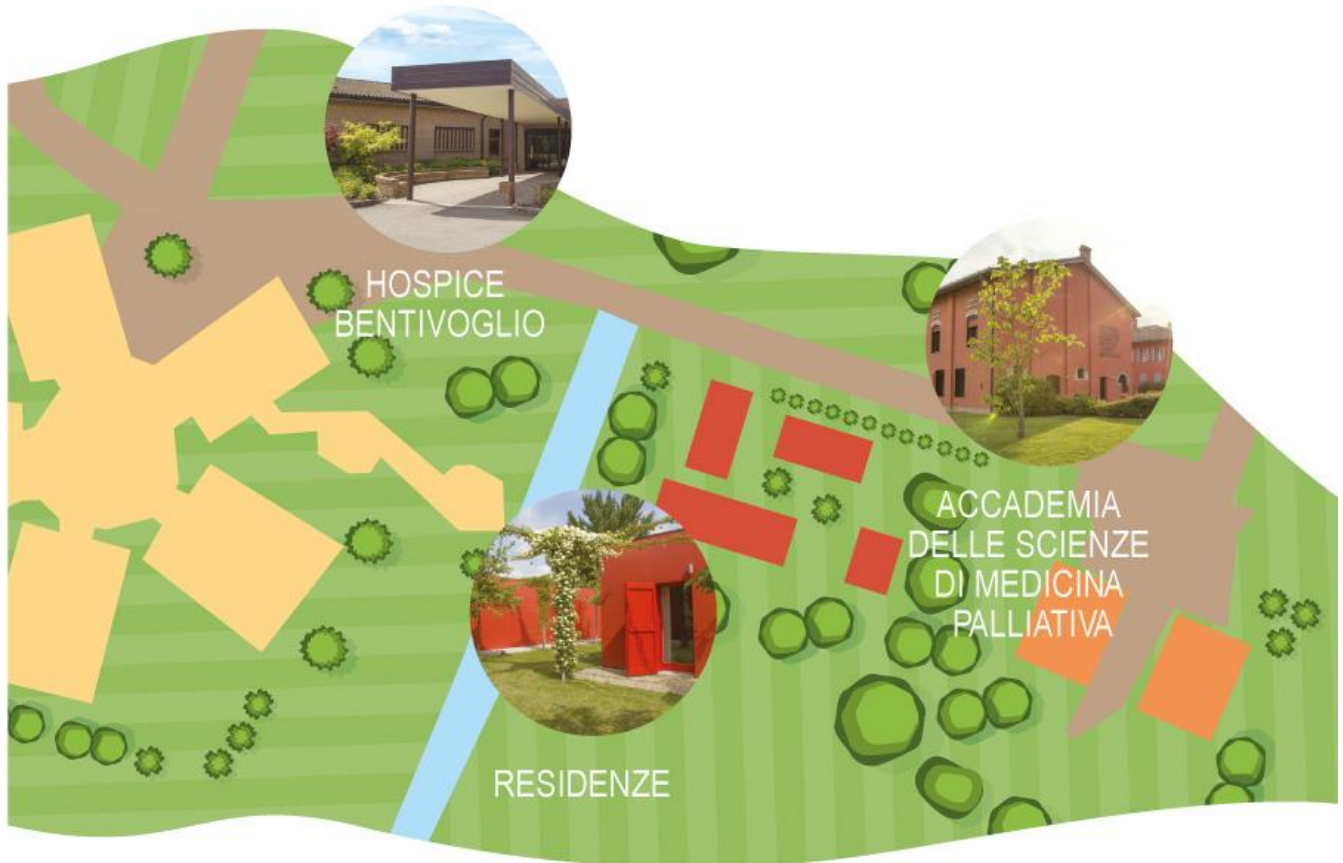 HOSPICE
BENTIVOGLIO
ACCADEMIA
DELLE SCIENZE
DI MEDICINA
PALLIATIVA
RESIDENZE